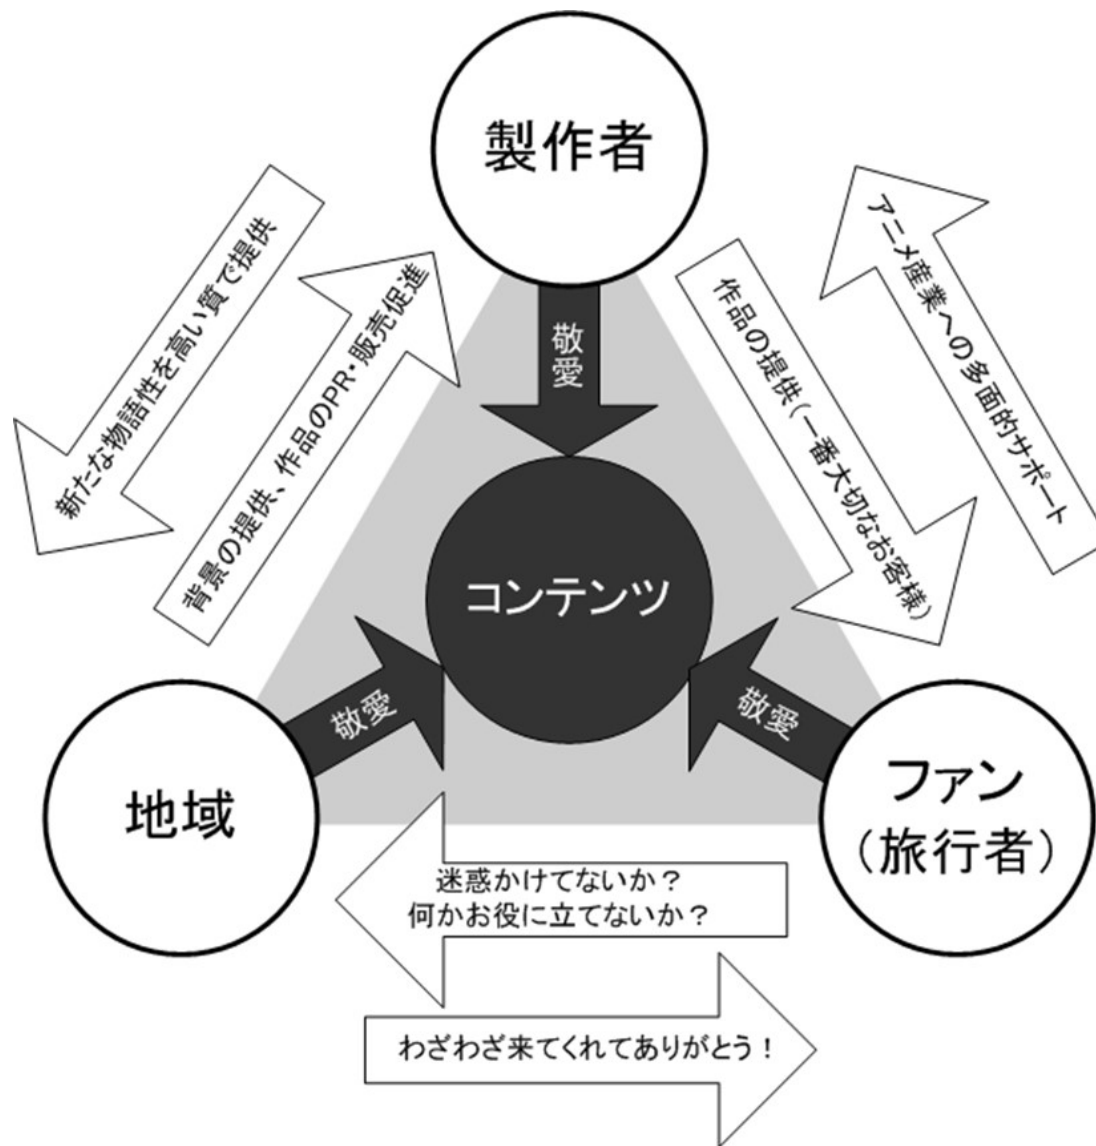 製作者
新たな物語性を高い質で提供
背景の提供、作品のPR・販売促進
敬愛
作品の提供(一番大切なお客様)
アニメ産業への多面的サポート
コンテンツ
敬愛
敬愛
地域
ファン
(旅行者)
迷惑かけてないか?
何かお役に立てないか?
わざわざ来てくれてありがとう!